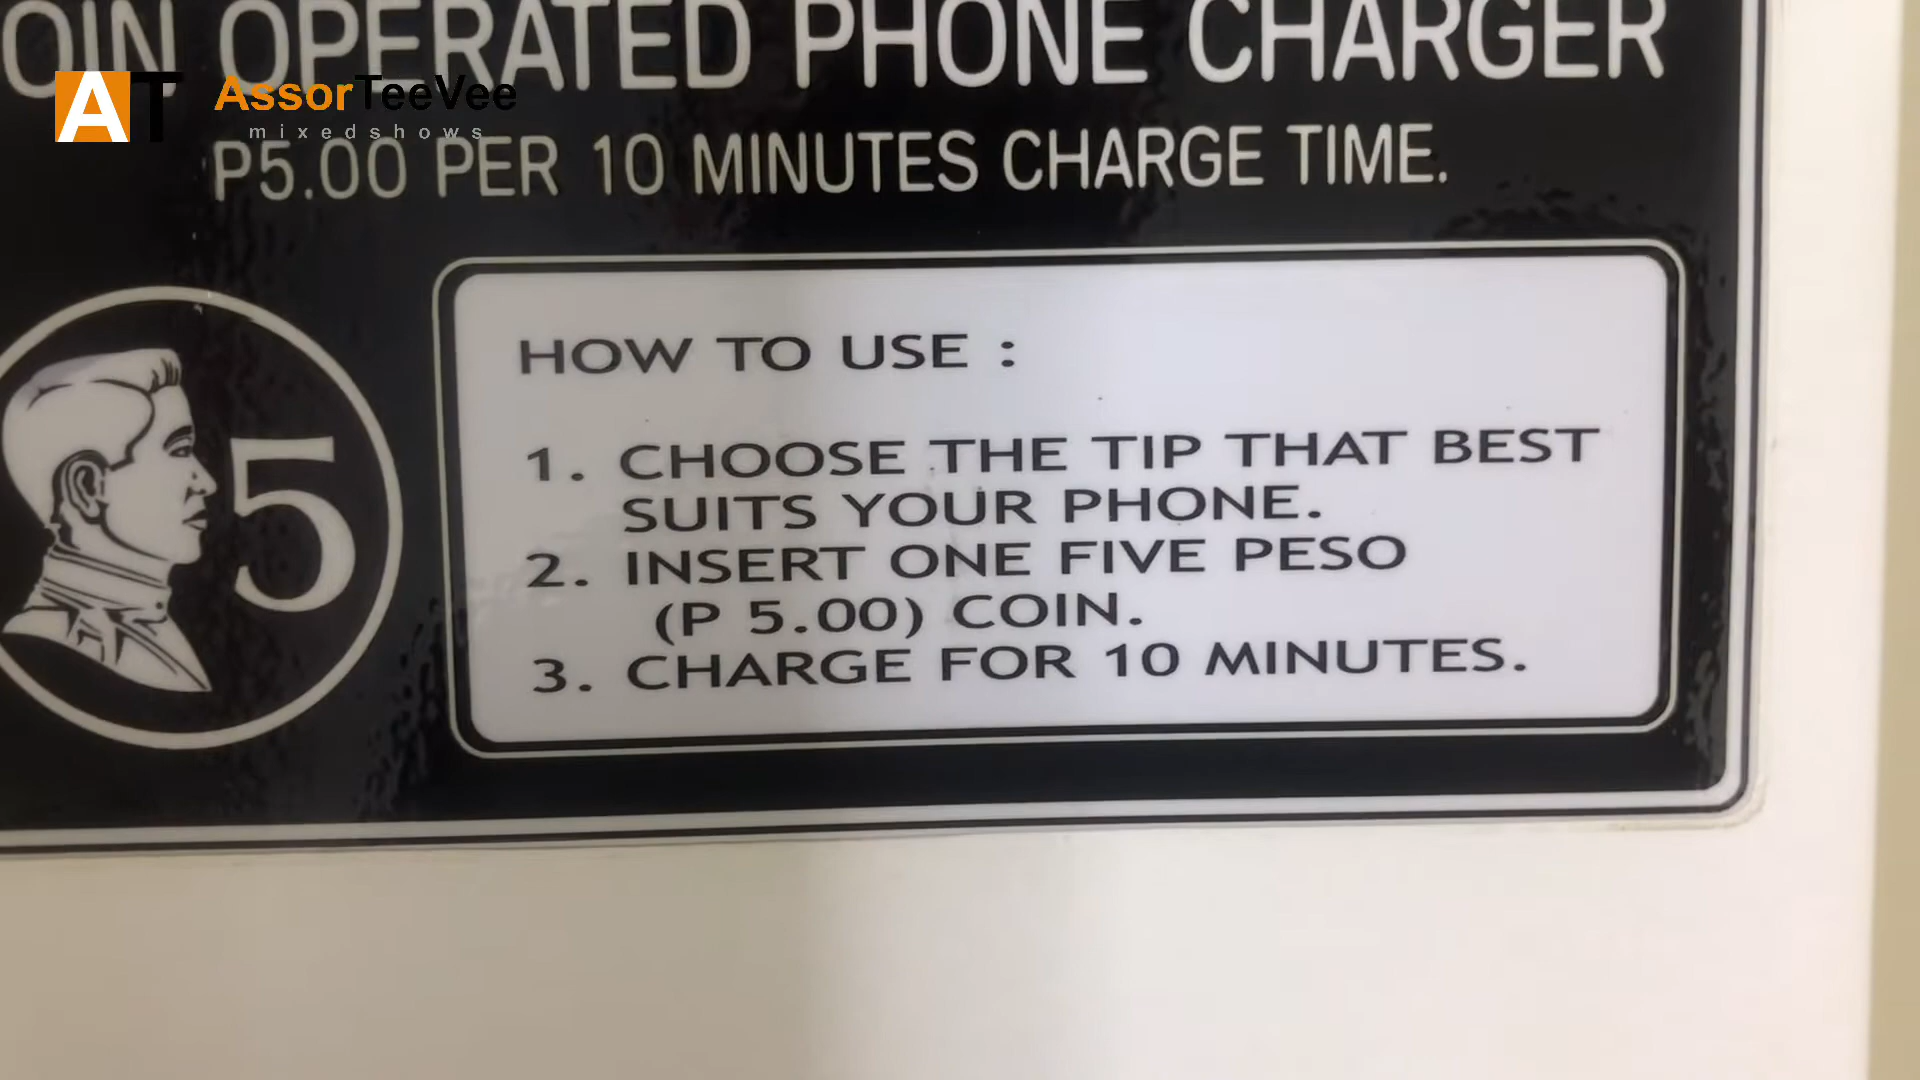 OIN OPERATED PHONE CHARGER
AT AssorTeeVee
mixedshows
P5.00 PER 10 MINUTES CHARGE TIME.
5
HOW TO USE :
1. CHOOSE THE TIP THAT BEST
SUITS YOUR PHONE.
2. INSERT ONE FIVE PESO
(P 5.00) COIN.
3. CHARGE FOR 10 MINUTES.